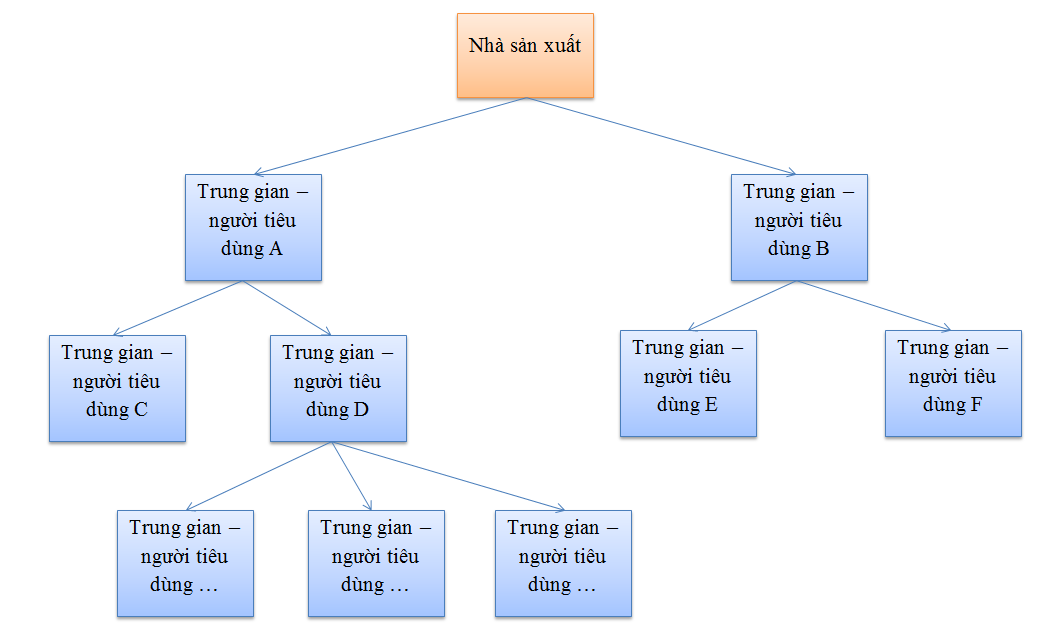 Nhà sản xuất
Trung gian –
người tiêu
dùng A
Trung gian –
người tiêu
dùng B
Trung gian –
người tiêu
dùng C
Trung gian –
người tiêu
dùng D
Trung gian –
người tiêu
dùng E
Trung gian –
người tiêu
dùng F
Trung gian –
người tiêu
dùng …
Trung gian –
người tiêu
dùng …
Trung gian –
người tiêu
dùng …